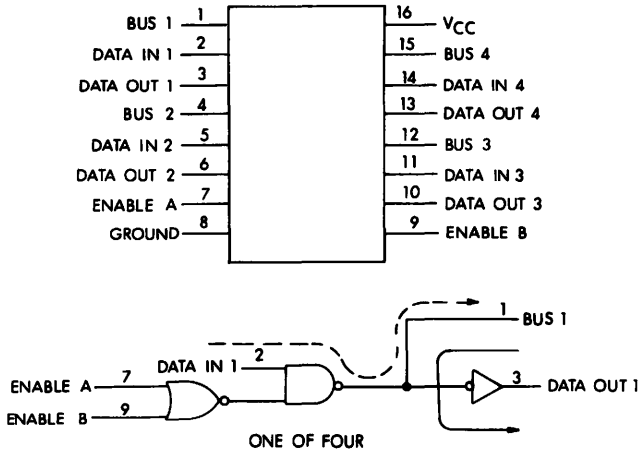 BUS 1 1
DATA IN 1 2
DATA OUT 1 3
BUS 2 4
DATA IN 2 5
DATA OUT 2 6
ENABLE A 7
GROUND 8
16 VCC
15 BUS 4
14 DATA IN 4
13 DATA OUT 4
12 BUS 3
11 DATA IN 3
10 DATA OUT 3
9 ENABLE B
1 BUS 1
DATA IN 1 2
ENABLE A 7
ENABLE B 9
3 DATA OUT 1
ONE OF FOUR